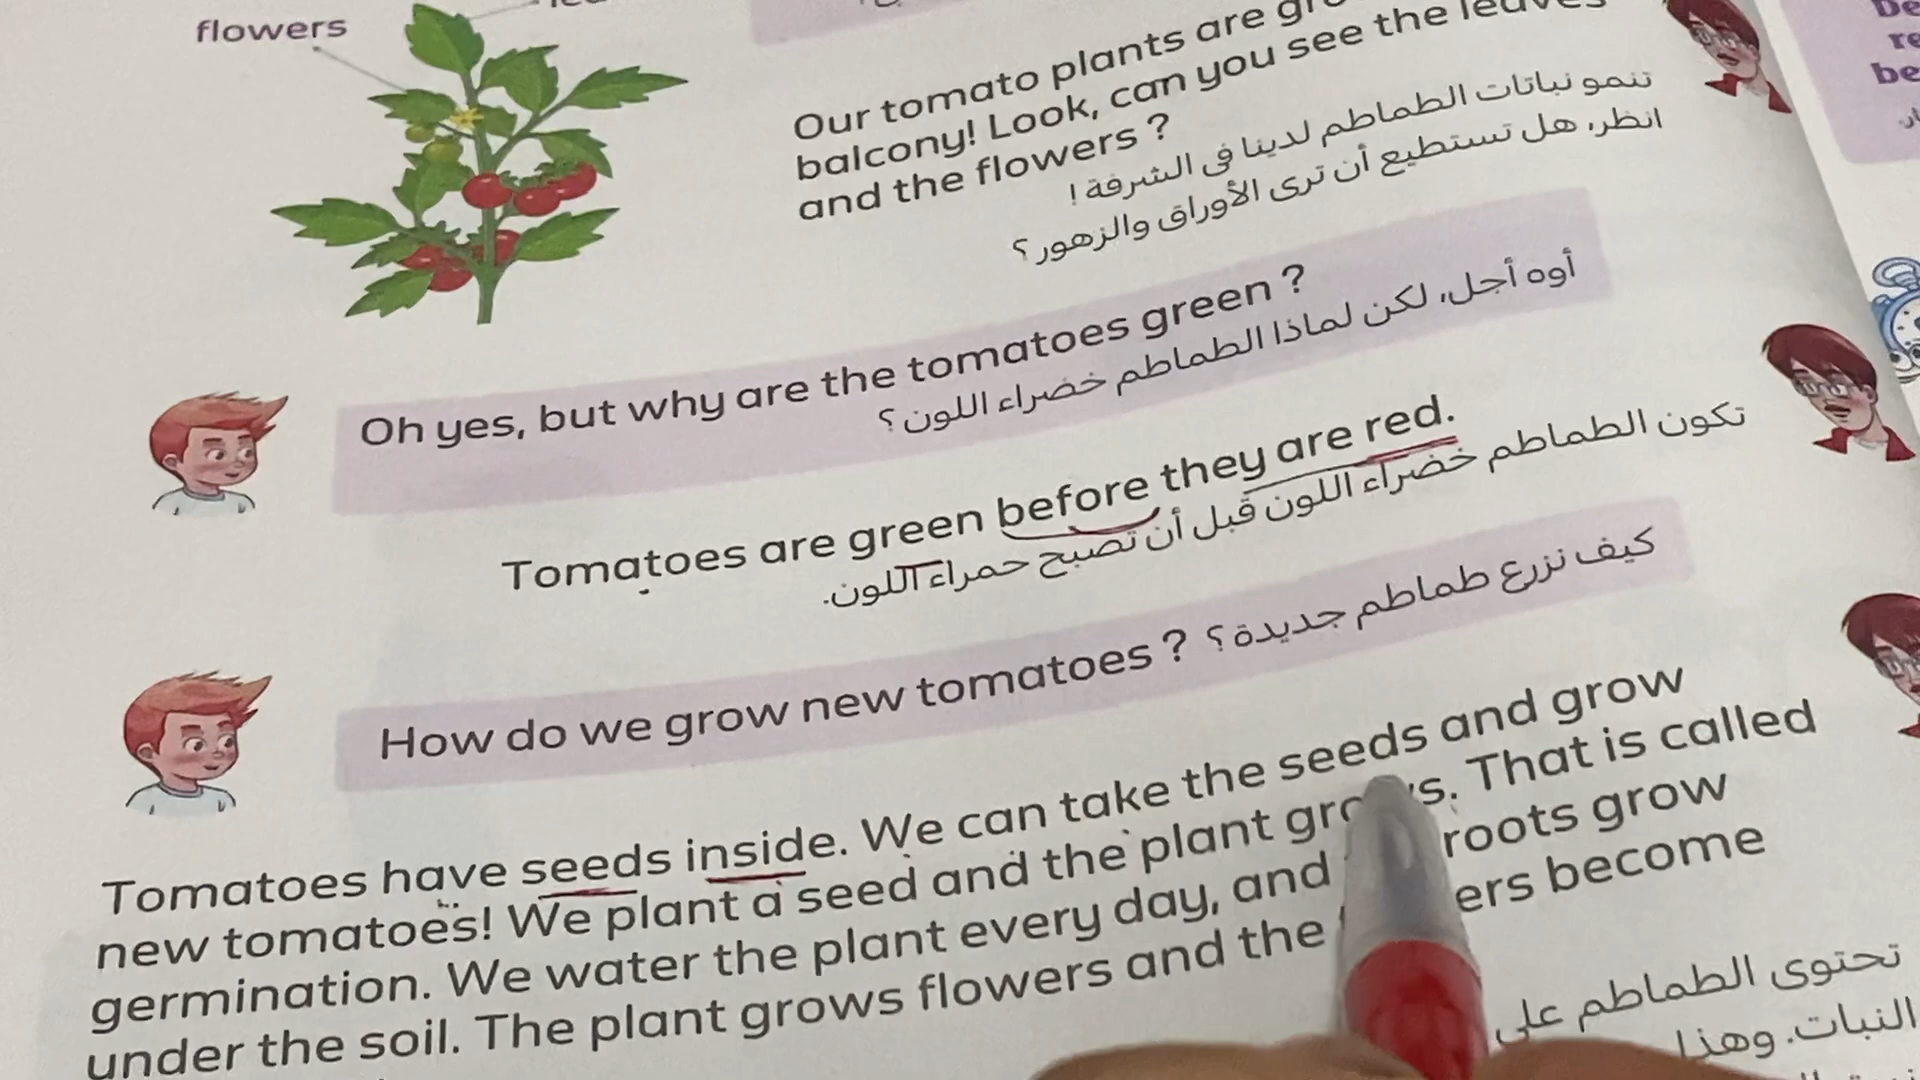 flowers
Our tomato plants are
balcony! Look, can you see the leaves
and the flowers ?
تنمو نباتات الطماطم لدينا فى الشرفة !
انظر، هل تستطيع أن ترى الأوراق والزهور ؟
Oh yes, but why are the tomatoes green ?
أوه أجل، لكن لماذا الطماطم خضراء اللون ؟
Tomatoes are green before they are red.
تكون الطماطم خضراء اللون قبل أن تصبح حمراء اللون.
How do we grow new tomatoes ? كيف نزرع طماطم جديدة ؟
Tomatoes have seeds inside. We can take the seeds and grow
new tomatoes! We plant a seed and the plant grows. That is called
germination. We water the plant every day, and roots grow
under the soil. The plant grows flowers and the become
تحتوى الطماطم على
النبات. وهذا
be